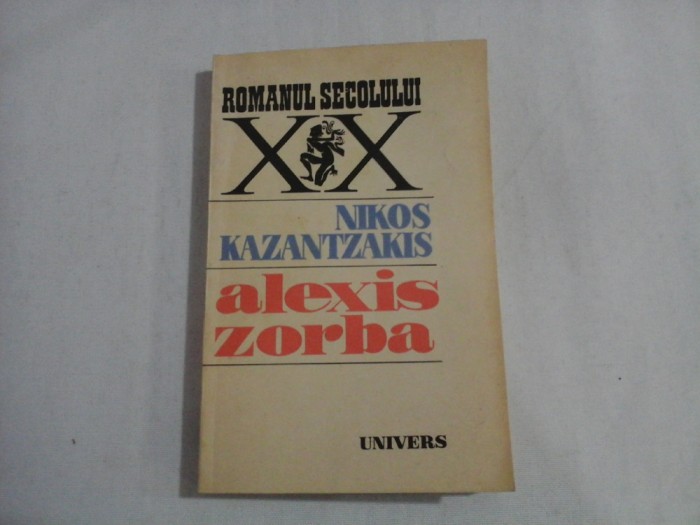 ROMANUL SECOLULUI
XX
NIKOS
KAZANTZAKIS
alexis
zorba
UNIVERS